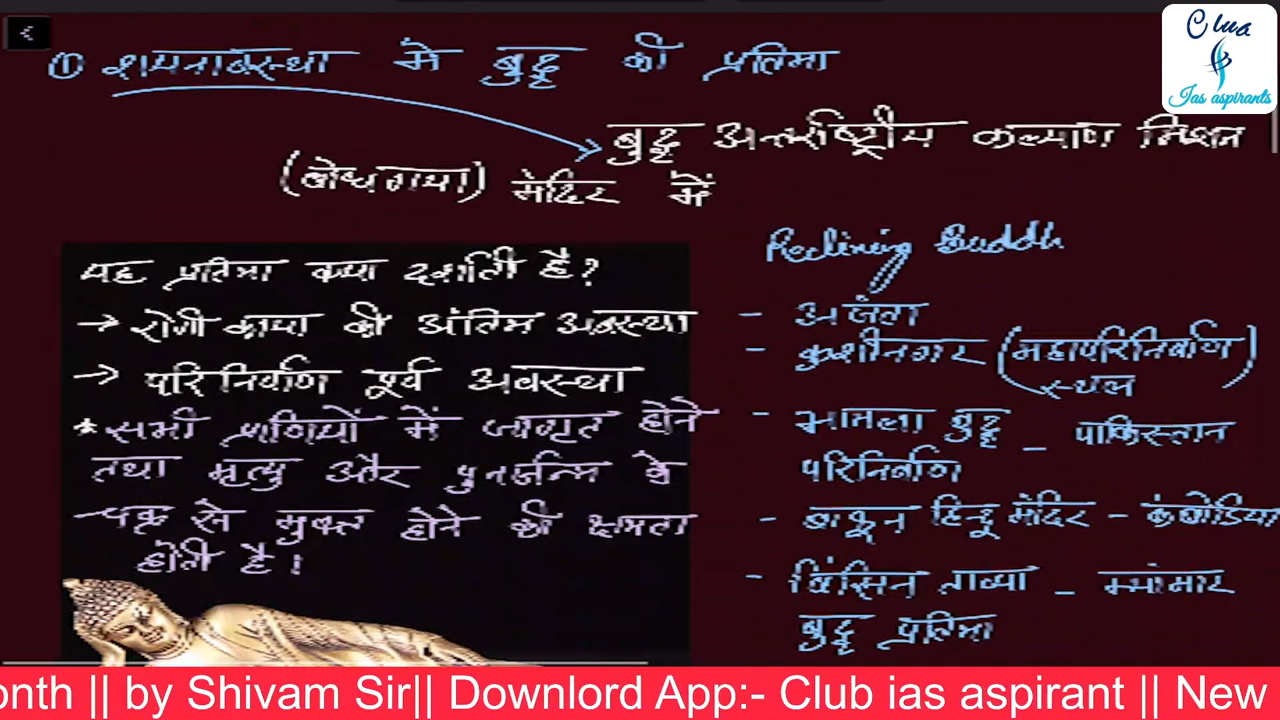 ① शयनावस्था में बुद्ध की प्रतिमा
बुद्ध अन्तर्राष्ट्रीय कल्याण मिशन
(बोधगया) मंदिर में
यह प्रतिमा क्या दर्शाती है?
→ रोगी काया की अंतिम अवस्था
→ परिनिर्वाण पूर्व अवस्था
* सभी प्राणियों में जागृत होने
तथा मृत्यु और पुनर्जन्म के
चक्र से मुक्त होने की क्षमता
होती है।
Reclining Buddh
- अजंता
- कुशीनगर (महापरिनिर्वाण
स्थल)
- भामला बुद्ध - पाकिस्तान
परिनिर्वाण
- बाफून हिन्दू मंदिर - कंबोडिया
- विंसिन ताव्या - म्यांमार
बुद्ध प्रतिमा
Clua
Ias aspirants
onth || by Shivam Sir|| Downlord App:- Club ias aspirant || New